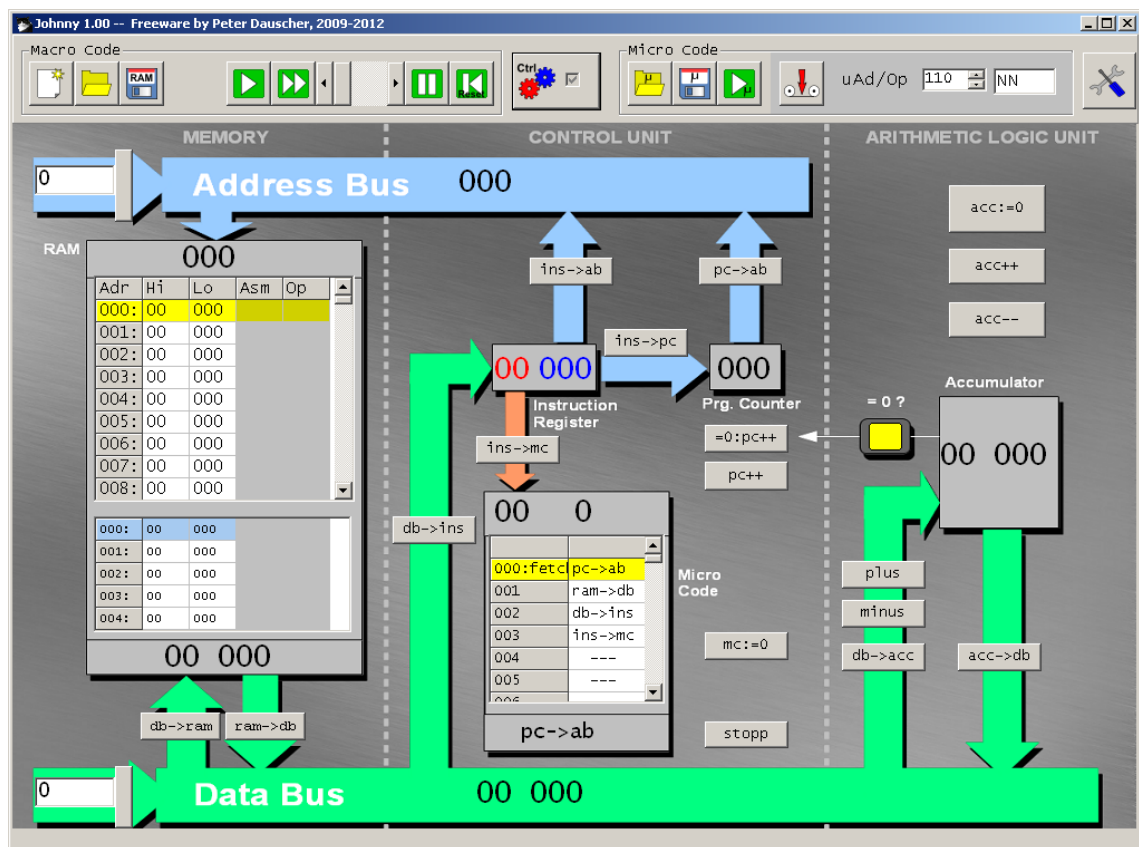 Johnny 1.00 -- Freeware by Peter Dauscher, 2009-2012
Macro Code
RAM
Reset
Ctrl
Micro Code
µ
µ
µ
uAd/Op 110 NN
MEMORY
CONTROL UNIT
ARITHMETIC LOGIC UNIT
0
Address Bus 000
acc:=0
acc++
acc--
RAM
000
Adr Hi Lo Asm Op
000: 00 000
001: 00 000
002: 00 000
003: 00 000
004: 00 000
005: 00 000
006: 00 000
007: 00 000
008: 00 000
000: 00 000
001: 00 000
002: 00 000
003: 00 000
004: 00 000
00 000
db->ram
ram->db
ins->ab
pc->ab
ins->pc
00 000
000
Instruction
Register
Prg. Counter
=0:pc++
pc++
ins->mc
db->ins
00 0
000:fetch pc->ab
001 ram->db
002 db->ins
003 ins->mc
004 ---
005 ---
006
pc->ab
Micro
Code
mc:=0
stopp
= 0 ?
Accumulator
00 000
plus
minus
db->acc
acc->db
0
Data Bus 00 000